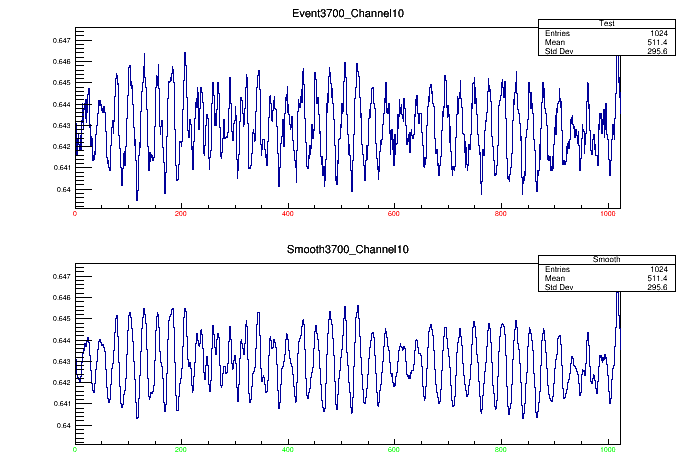 Event3700_Channel10
Test
Entries 1024
Mean 511.4
Std Dev 295.6
0.647
0.646
0.645
0.644
0.643
0.642
0.641
0.64
0 200 400 600 800 1000
Smooth3700_Channel10
Smooth
Entries 1024
Mean 511.4
Std Dev 295.6
0.647
0.646
0.645
0.644
0.643
0.642
0.641
0.64
0 200 400 600 800 1000